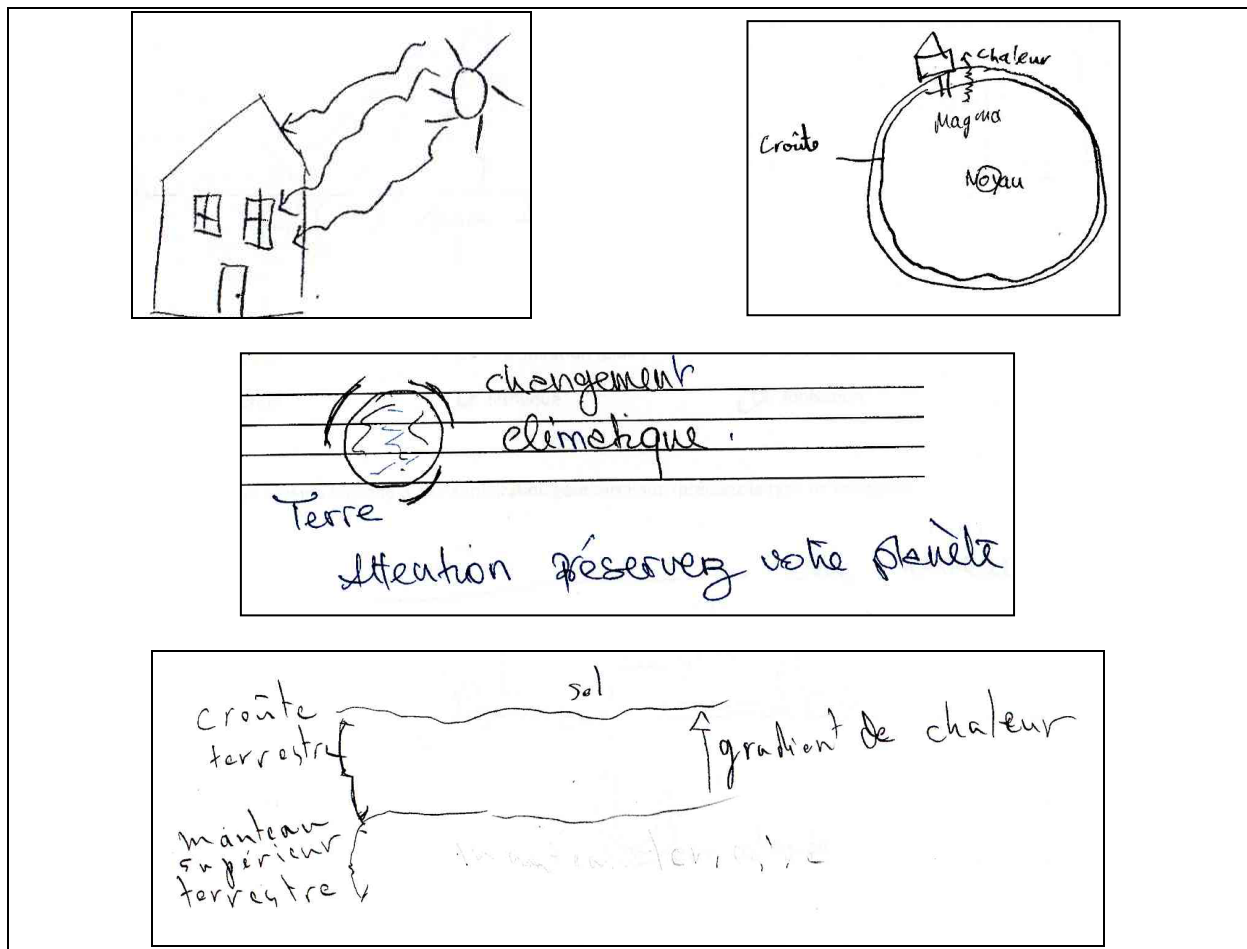 chaleur
Magma
Croûte
Noyau
changement
climatique.
Terre
Attention préservez votre planète
sol
croûte
terrestre
gradient de chaleur
manteau
supérieur
terrestre